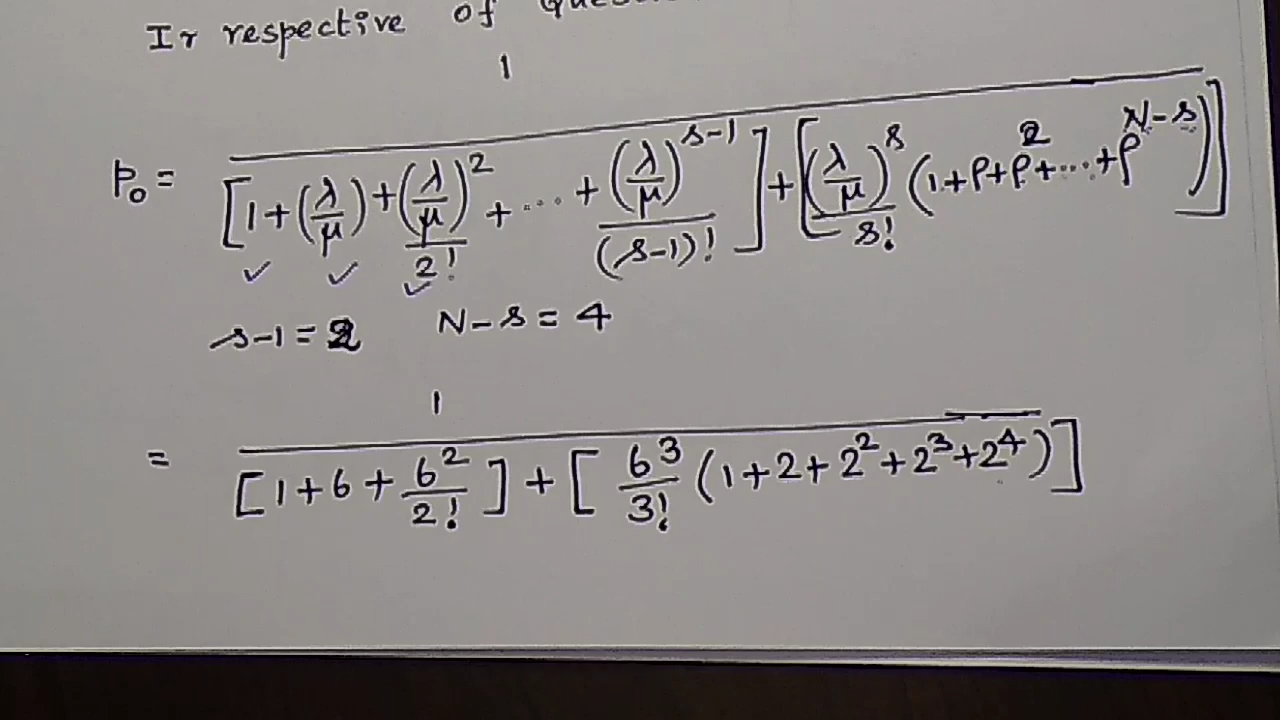 Irrespective of
P₀ = 1 / [1 + (λ/μ) + (λ/μ)²/2! + ···· + (λ/μ)^(s-1)/(s-1)!] + [(λ/μ)^s/s! (1 + ρ + ρ² + ···· + ρ^(N-s))]
✓ ✓ ✓
s-1 = 2 N-s = 4
= 1 / [1 + 6 + 6²/2!] + [6³/3! (1 + 2 + 2² + 2³ + 2⁴)]